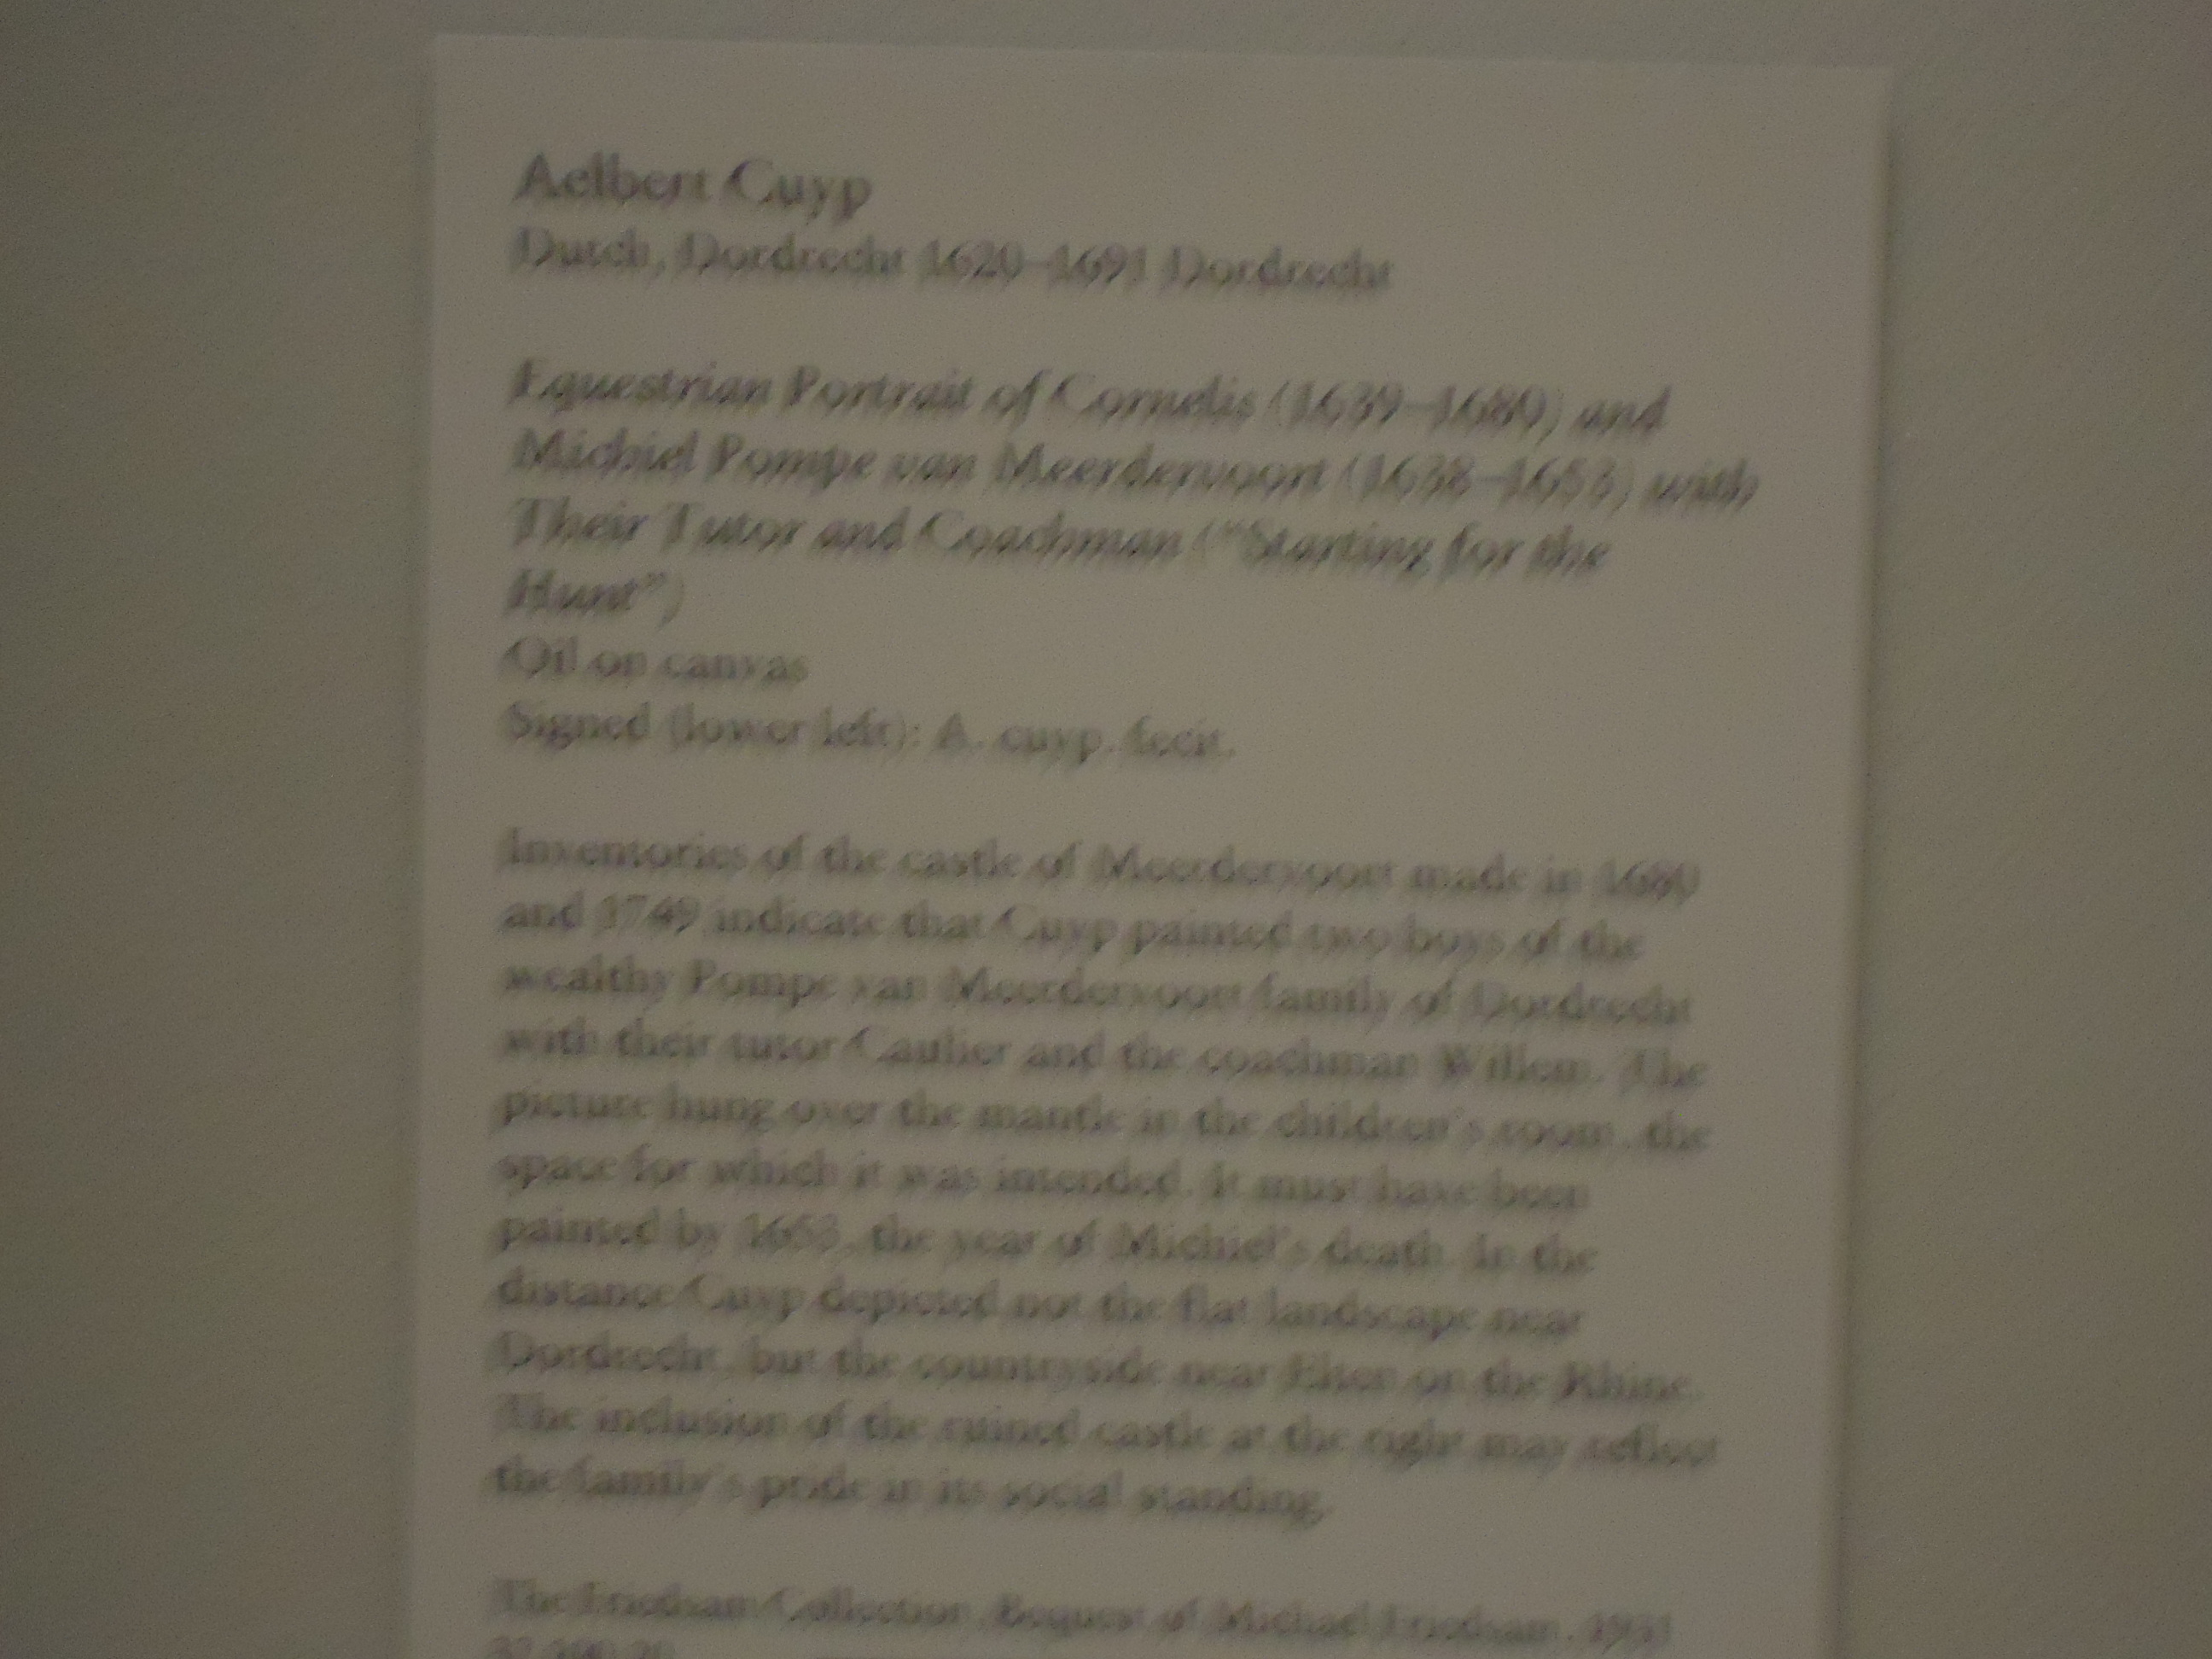 Aelbert Cuyp
Dutch, Dordrecht 1620–1691 Dordrecht
Equestrian Portrait of Cornelis (1639–1680) and
Michiel Pompe van Meerdervoort (1638–1653) with
Their Tutor and Coachman ("Starting for the
Hunt")
Oil on canvas
Signed (lower left): A. cuyp. fecit.
Inventories of the castle of Meerdervoort made in 1680
and 1749 indicate that Cuyp painted two boys of the
wealthy Pompe van Meerdervoort family of Dordrecht
with their tutor Caulier and the coachman Willem. The
picture hung over the mantle in the children's room, the
space for which it was intended. It must have been
painted by 1653, the year of Michiel's death. In the
distance Cuyp depicted not the flat landscape near
Dordrecht, but the countryside near Elten on the Rhine.
The inclusion of the ruined castle at the right may reflect
the family's pride in its social standing.
The Friedsam Collection, Bequest of Michael Friedsam, 1931